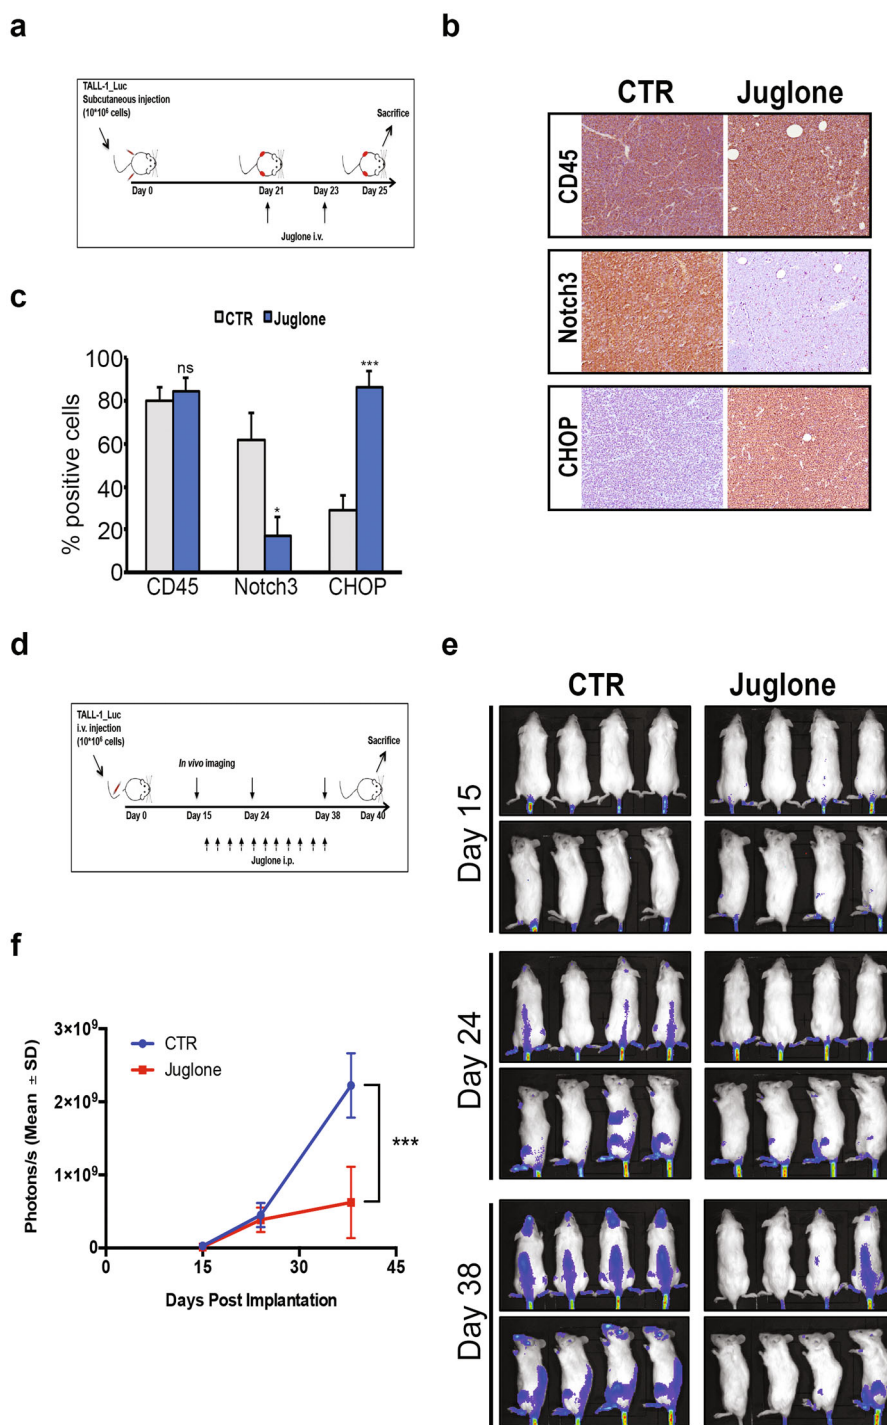 a
TALL-1_Luc
Subcutaneous injection
(10*10⁶ cells)
Sacrifice
Day 0
Day 21
Day 23
Day 25
Juglone i.v.
b
CTR
Juglone
CD45
Notch3
CHOP
c
CTR
Juglone
% positive cells
100
80
60
40
20
0
ns
*
***
CD45
Notch3
CHOP
d
TALL-1_Luc
i.v. injection
(10*10⁶ cells)
In vivo imaging
Sacrifice
Day 0
Day 15
Day 24
Day 38
Day 40
Juglone i.p.
e
CTR
Juglone
Day 15
Day 24
Day 38
f
Photons/s (Mean ± SD)
3×10⁹
2×10⁹
1×10⁹
0
CTR
Juglone
***
0
15
30
45
Days Post Implantation